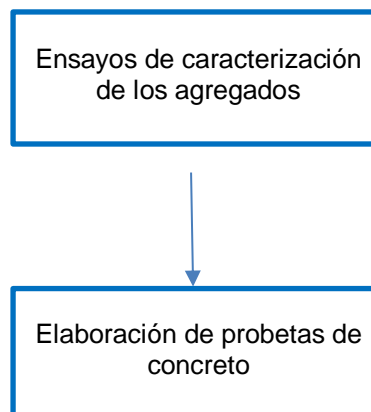 Ensayos de caracterización
de los agregados
Elaboración de probetas de
concreto